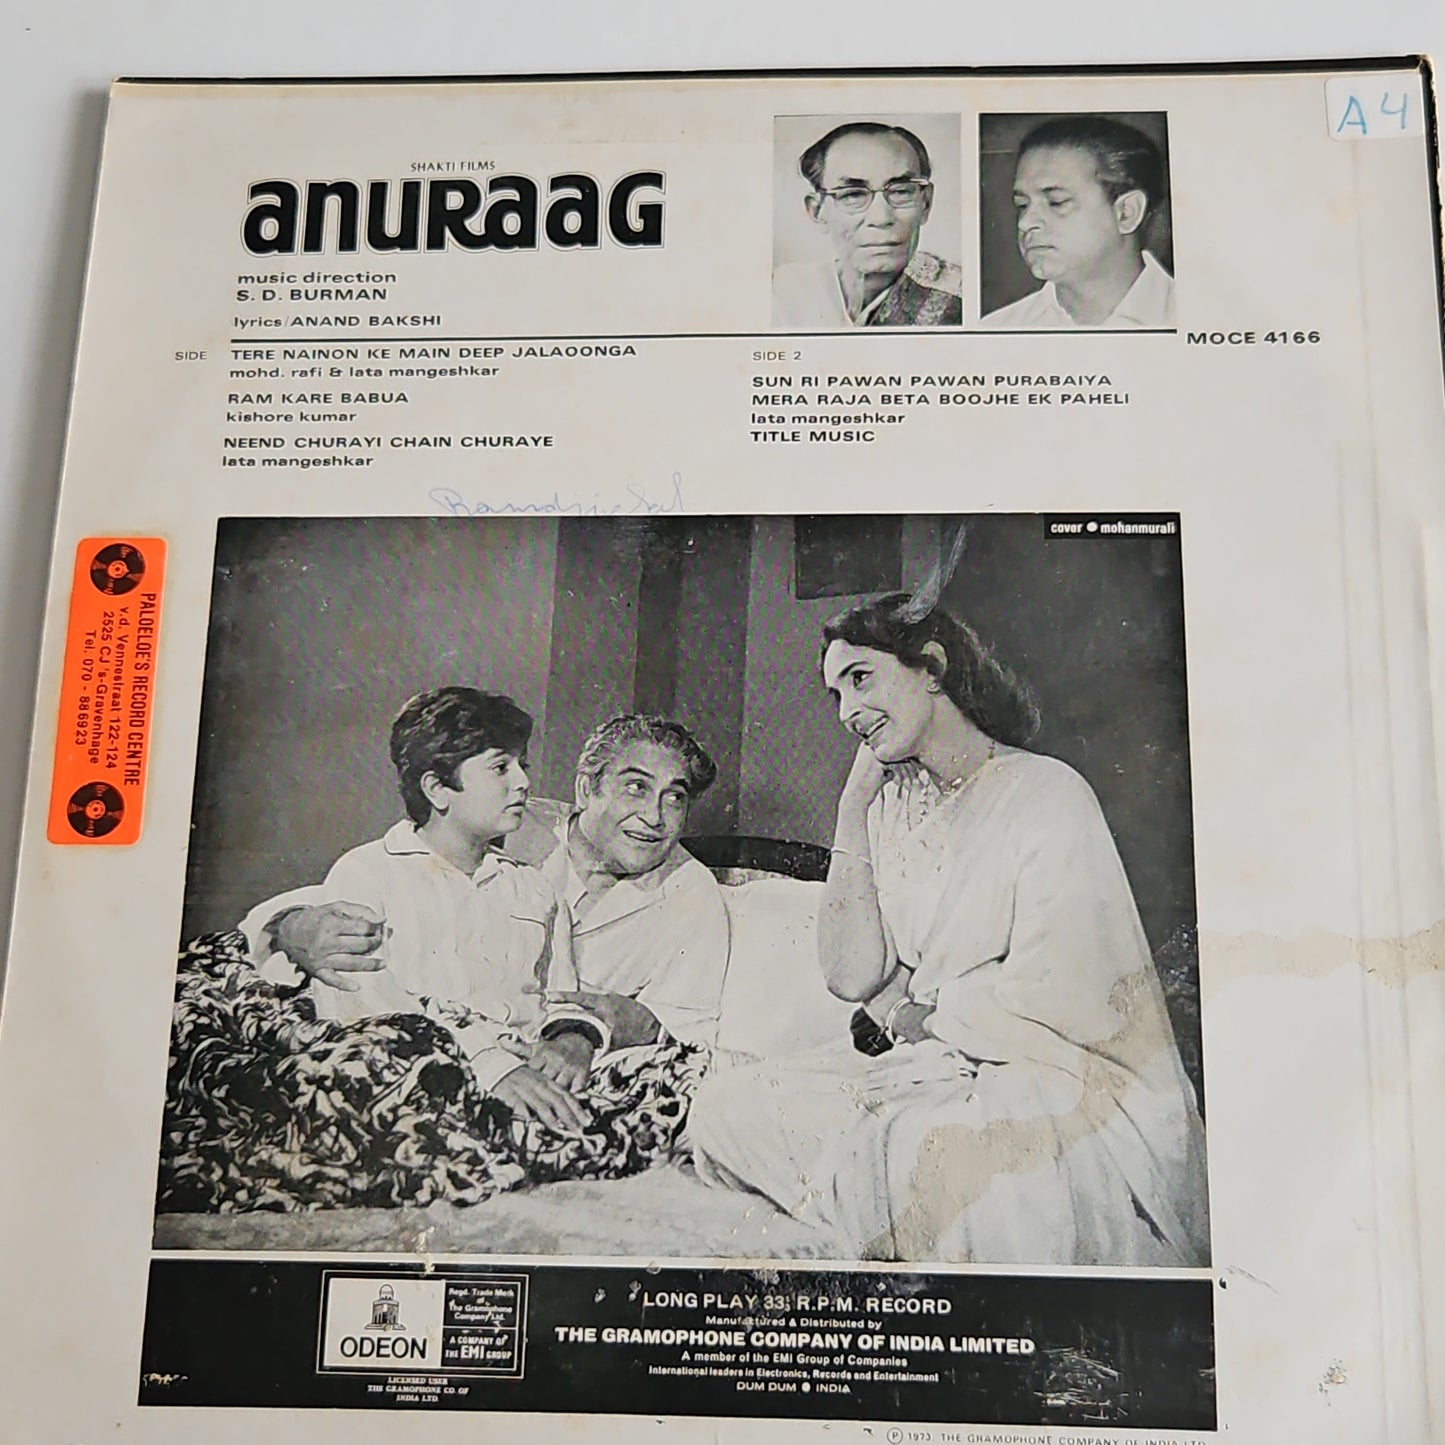 A4
SHAKTI FILMS
anuraag
music direction
S. D. BURMAN
lyrics/ANAND BAKSHI
MOCE 4166
SIDE
TERE NAINON KE MAIN DEEP JALAOONGA
mohd. rafi & lata mangeshkar
RAM KARE BABUA
kishore kumar
NEEND CHURAYI CHAIN CHURAYE
lata mangeshkar
SIDE 2
SUN RI PAWAN PAWAN PURABAIYA
MERA RAJA BETA BOOJHE EK PAHELI
lata mangeshkar
TITLE MUSIC
cover mohanmurali
PALOELOE'S RECORD CENTRE
v.d. Vennestraat 122-124
2525 CJ 's-Gravenhage
Tel. 070 - 886923
ODEON
Regd. Trade Mark
of
The Gramophone
Company Ltd.
A COMPANY OF
THE EMI GROUP
LICENSED USER
THE GRAMOPHONE CO. OF
INDIA LTD.
LONG PLAY 33⅓ R.P.M. RECORD
Manufactured & Distributed by
THE GRAMOPHONE COMPANY OF INDIA LIMITED
A member of the EMI Group of Companies
International leaders in Electronics, Records and Entertainment
DUM DUM INDIA
℗ 1973. THE GRAMOPHONE COMPANY OF INDIA LTD.